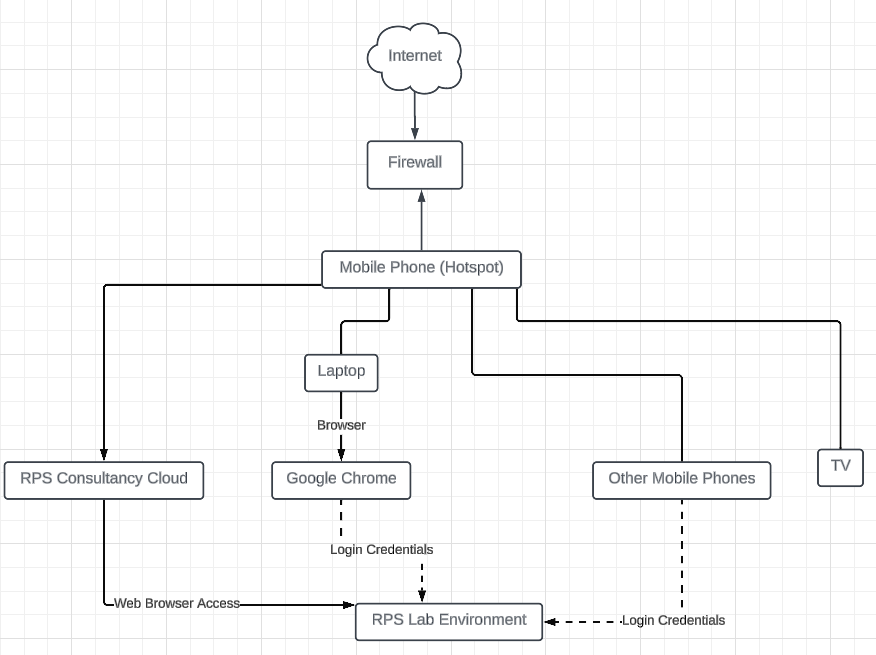 Internet
Firewall
Mobile Phone (Hotspot)
Laptop
Browser
RPS Consultancy Cloud
Google Chrome
Other Mobile Phones
TV
Login Credentials
Web Browser Access
RPS Lab Environment
Login Credentials